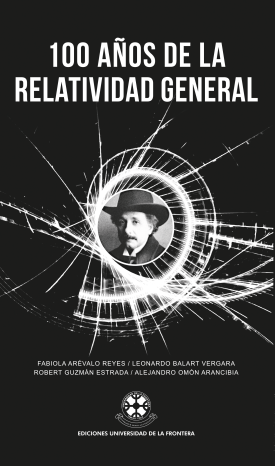 100 AÑOS DE LA
RELATIVIDAD GENERAL
FABIOLA ARÉVALO REYES / LEONARDO BALART VERGARA
ROBERT GUZMÁN ESTRADA / ALEJANDRO OMÓN ARANCIBIA
EDICIONES UNIVERSIDAD DE LA FRONTERA